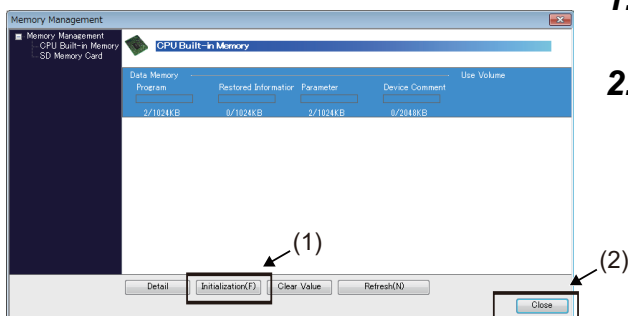 Memory Management
Memory Management
CPU Built-in Memory
SD Memory Card
CPU Built-in Memory
Data Memory
Use Volume
Program Restored Informatior Parameter Device Comment
2/1024KB 0/1024KB 2/1024KB 0/2048KB
(1)
(2)
Detail Initialization(F) Clear Value Refresh(N)
Close
1.
2.